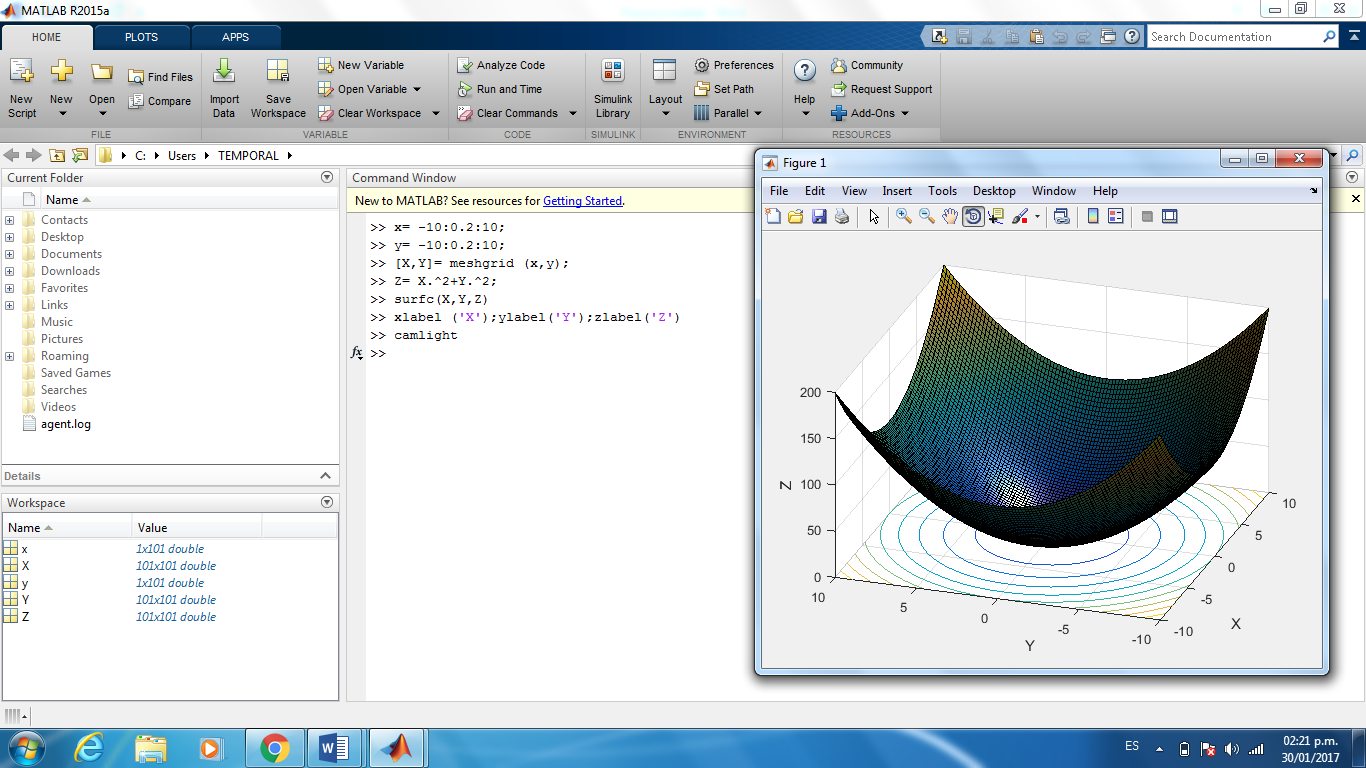 MATLAB R2015a
HOME PLOTS APPS
Search Documentation
New Script
New
Open
Find Files
Compare
FILE
Import Data
Save Workspace
New Variable
Open Variable
Clear Workspace
VARIABLE
Analyze Code
Run and Time
Clear Commands
CODE
Simulink Library
SIMULINK
Layout
Preferences
Set Path
Parallel
ENVIRONMENT
Help
Community
Request Support
Add-Ons
RESOURCES
C: Users TEMPORAL
Current Folder
Name
Contacts
Desktop
Documents
Downloads
Favorites
Links
Music
Pictures
Roaming
Saved Games
Searches
Videos
agent.log
Details
Workspace
Name Value
x 1x101 double
X 101x101 double
y 1x101 double
Y 101x101 double
Z 101x101 double
Command Window
New to MATLAB? See resources for Getting Started.
>> x= -10:0.2:10;
>> y= -10:0.2:10;
>> [X,Y]= meshgrid (x,y);
>> Z= X.^2+Y.^2;
>> surfc(X,Y,Z)
>> xlabel ('X');ylabel('Y');zlabel('Z')
>> camlight
fx >>
Figure 1
File Edit View Insert Tools Desktop Window Help
200
150
100
50
0
Z
10
5
0
-5
-10
Y
10
5
0
-5
-10
X
ES
02:21 p.m.
30/01/2017